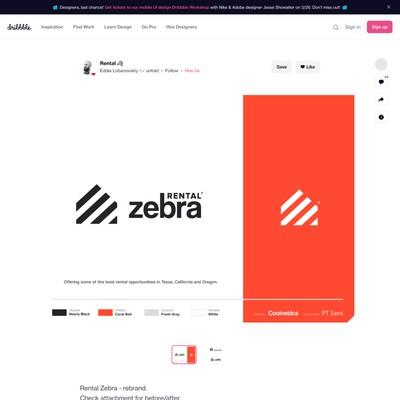 Designers, last chance! Get tickets to our mobile UI design Dribbble Workshop with Nike & Adobe designer Jesse Showalter on 5/26. Don't miss out!
dribbble Inspiration Find Work Learn Design Go Pro Hire Designers Sign in Sign up
Rental
Eddie Lobanovskiy for unfold • Follow • Hire Us
Save Like
RENTAL
zebra
Offering some of the best rental opportunities in Texas, California and Oregon.
Nearly Black Coral Red Fresh Gray White
Coolvetica PT Sans
Rental Zebra - rebrand.
Check attachment for before/after.